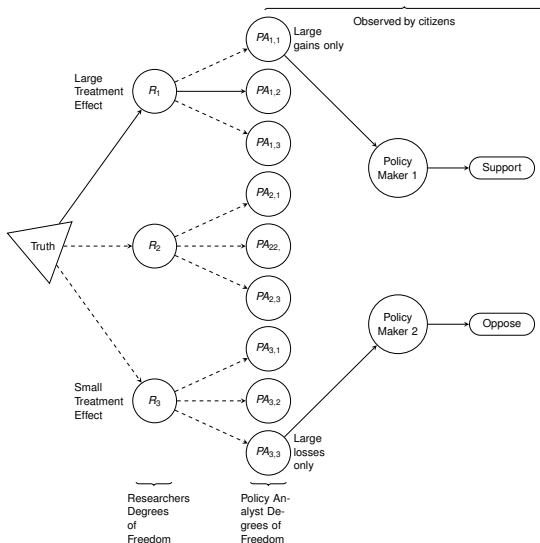 Observed by citizens
PA1,1
Large
gains only
Large
Treatment
Effect
R1
PA1,2
PA1,3
Policy
Maker 1
Support
PA2,1
Truth
R2
PA22,
PA2,3
Policy
Maker 2
Oppose
PA3,1
Small
Treatment
Effect
R3
PA3,2
PA3,3
Large
losses
only
Researchers
Degrees
of
Freedom
Policy An-
alyst De-
grees of
Freedom